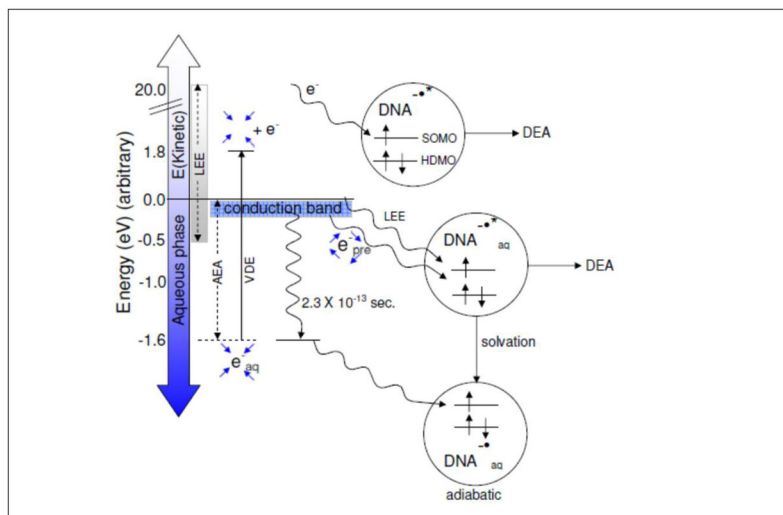 Energy (eV) (arbitrary)
Aqueous phase E(Kinetic)
20.0
1.8
0.0
-0.5
-1.0
-1.6
LEE
AEA
VDE
+ e-
e-
DNA -•*
SOMO
HDMO
DEA
conduction band
LEE
e-pre
DNA -•* aq
DEA
2.3 X 10-13 sec.
solvation
e-aq
DNA -• aq
adiabatic